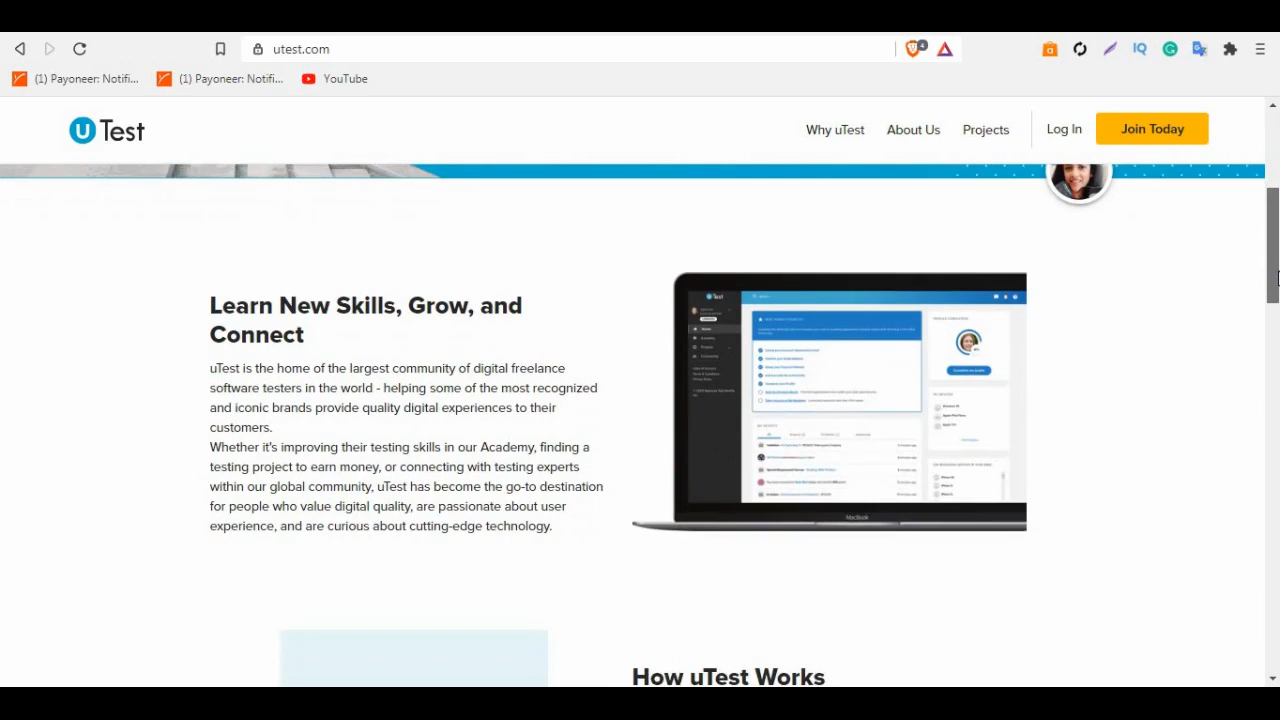 utest.com
4
IQ
(1) Payoneer: Notifi...
(1) Payoneer: Notifi...
YouTube
U Test
Why uTest
About Us
Projects
Log In
Join Today
Learn New Skills, Grow, and
Connect
uTest is the home of the largest community of digital freelance
software testers in the world - helping some of the most recognized
and iconic brands provide quality digital experiences to their
customers.
Whether it's improving their testing skills in our Academy, finding a
testing project to earn money, or connecting with testing experts
within our global community, uTest has become the go-to destination
for people who value digital quality, are passionate about user
experience, and are curious about cutting-edge technology.
MacBook
How uTest Works